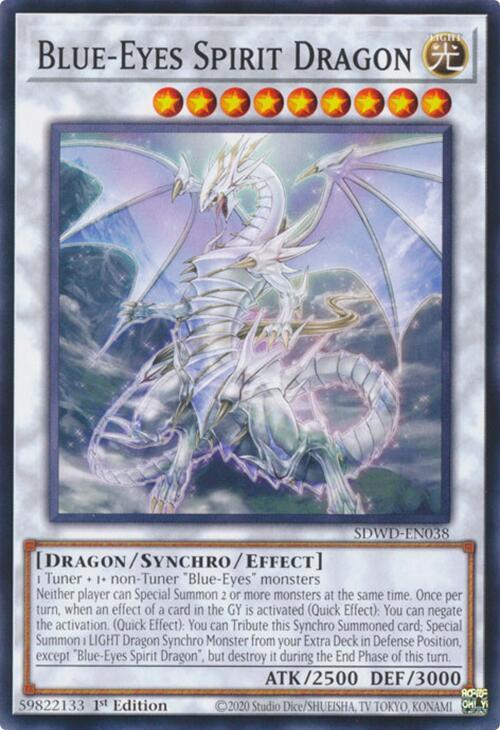 Blue-Eyes Spirit Dragon
LIGHT
光
SDWD-EN038
[Dragon/Synchro/Effect]
1 Tuner + 1+ non-Tuner "Blue-Eyes" monsters
Neither player can Special Summon 2 or more monsters at the same time. Once per
turn, when an effect of a card in the GY is activated (Quick Effect): You can negate
the activation. (Quick Effect): You can Tribute this Synchro Summoned card; Special
Summon 1 LIGHT Dragon Synchro Monster from your Extra Deck in Defense Position,
except "Blue-Eyes Spirit Dragon", but destroy it during the End Phase of this turn.
ATK/2500 DEF/3000
59822133 1st Edition ©2020 Studio Dice/SHUEISHA, TV TOKYO, KONAMI